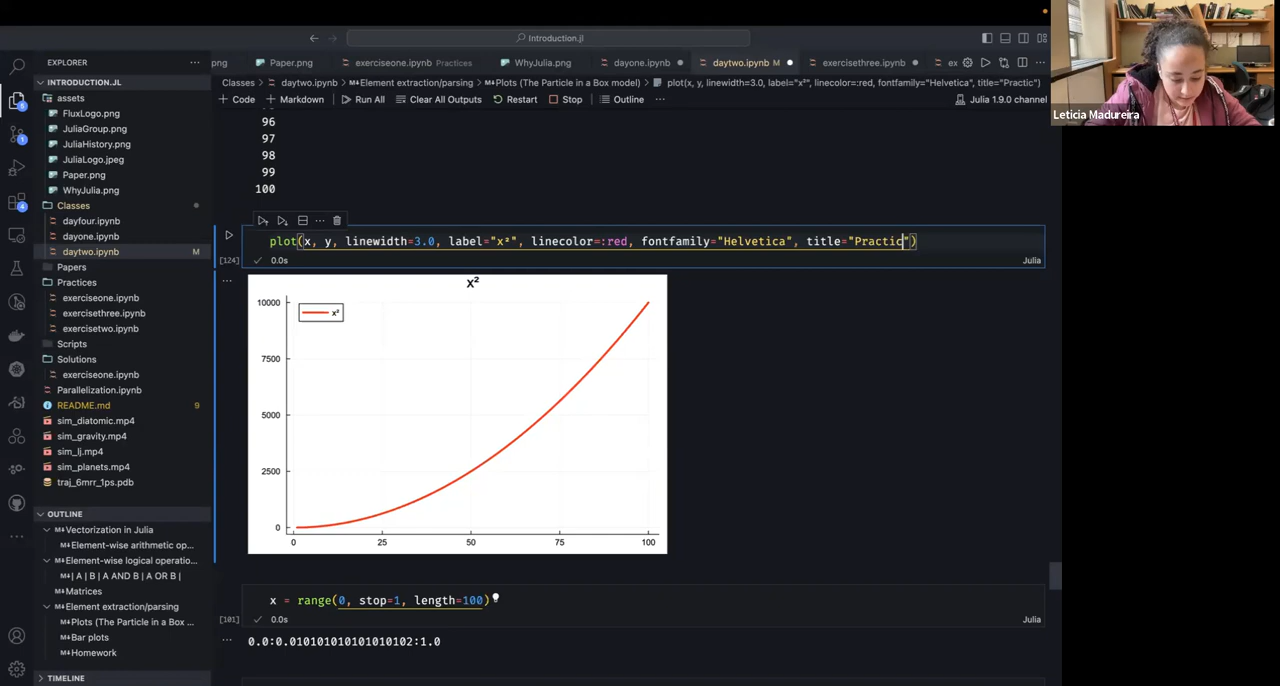 Introduction.jl
EXPLORER
INTRODUCTION.JL
assets
FluxLogo.png
JuliaGroup.png
JuliaHistory.png
JuliaLogo.jpeg
Paper.png
WhyJulia.png
Classes
dayfour.ipynb
dayone.ipynb
daytwo.ipynb M
Papers
Practices
exerciseone.ipynb
exercisethree.ipynb
exercisetwo.ipynb
Scripts
Solutions
exerciseone.ipynb
Parallelization.ipynb
README.md 9
sim_diatomic.mp4
sim_gravity.mp4
sim_lj.mp4
sim_planets.mp4
traj_6mrr_1ps.pdb
OUTLINE
Vectorization in Julia
Element-wise arithmetic op...
Element-wise logical operatio...
| A | B | A AND B | A OR B |
Matrices
Element extraction/parsing
Plots (The Particle in a Box ...
Bar plots
Homework
TIMELINE
5
1
4
png Paper.png exerciseone.ipynb Practices WhyJulia.png dayone.ipynb daytwo.ipynb M exercisethree.ipynb ex
Classes > daytwo.ipynb > Element extraction/parsing > Plots (The Particle in a Box model) > plot(x, y, linewidth=3.0, label="x²", linecolor=:red, fontfamily="Helvetica", title="Practic")
+ Code + Markdown Run All Clear All Outputs Restart Stop Outline ... Julia 1.9.0 channel
96
97
98
99
100
plot(x, y, linewidth=3.0, label="x²", linecolor=:red, fontfamily="Helvetica", title="Practic")
[124] 0.0s Julia
x²
x²
10000
7500
5000
2500
0
0 25 50 75 100
x = range(0, stop=1, length=100)
[101] 0.0s Julia
0.0:0.010101010101010102:1.0
Leticia Madureira